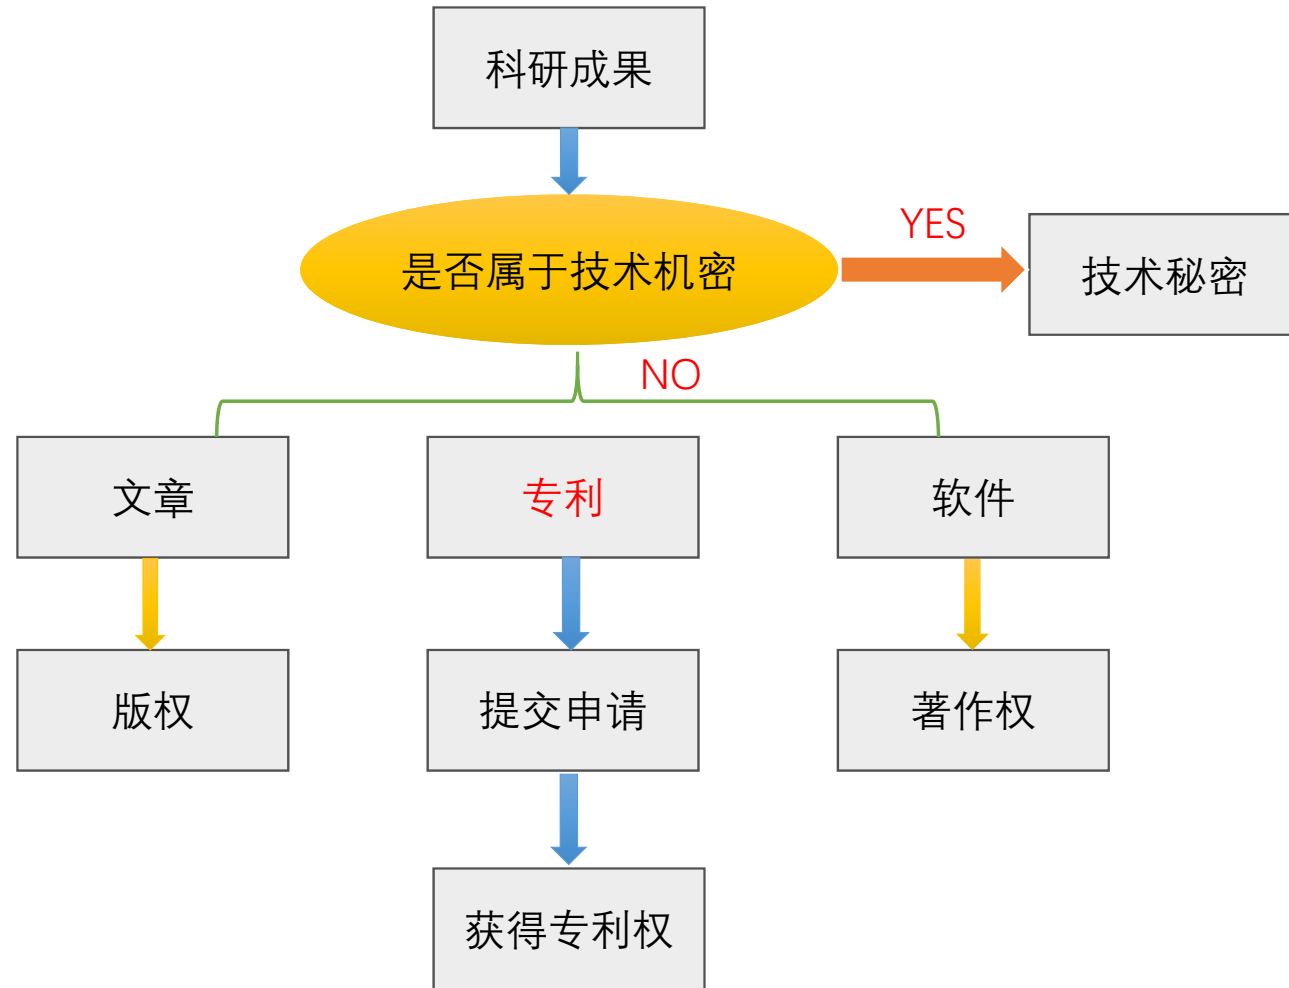 科研成果
是否属于技术机密
YES
技术秘密
NO
文章
专利
软件
版权
提交申请
著作权
获得专利权